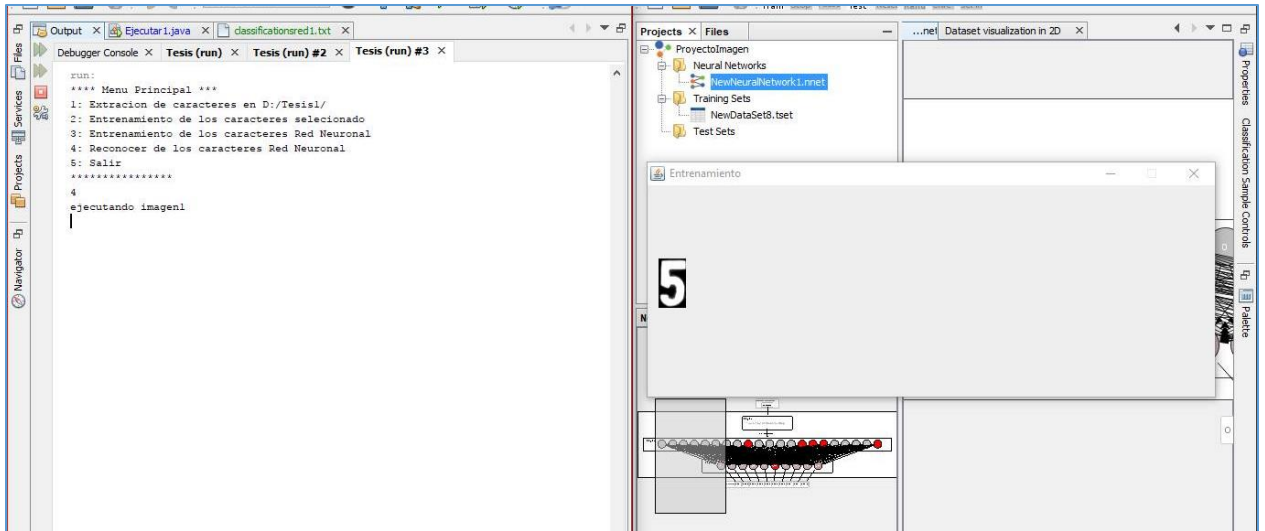 Output
Ejecutar1.java
classificationsred1.txt
Debugger Console
Tesis (run)
Tesis (run) #2
Tesis (run) #3
run:
**** Menu Principal ***
1: Extracion de caracteres en D:/Tesis1/
2: Entrenamiento de los caracteres selecionado
3: Entrenamiento de los caracteres Red Neuronal
4: Reconocer de los caracteres Red Neuronal
5: Salir
****************
4
ejecutando imagen1
Files
Services
Projects
Navigator
Projects
Files
ProyectoImagen
Neural Networks
NewNeuralNetwork1.nnet
Training Sets
NewDataSet8.tset
Test Sets
...net
Dataset visualization in 2D
Entrenamiento
5
N
Properties
Classification Sample Controls
Palette